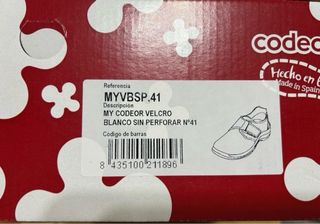 codeor
Hecho en
Made in Spain
Referencia
MYVBSP.41
Descripción
MY CODEOR VELCRO
BLANCO SIN PERFORAR Nº41
Código de barras
8 435100 211896